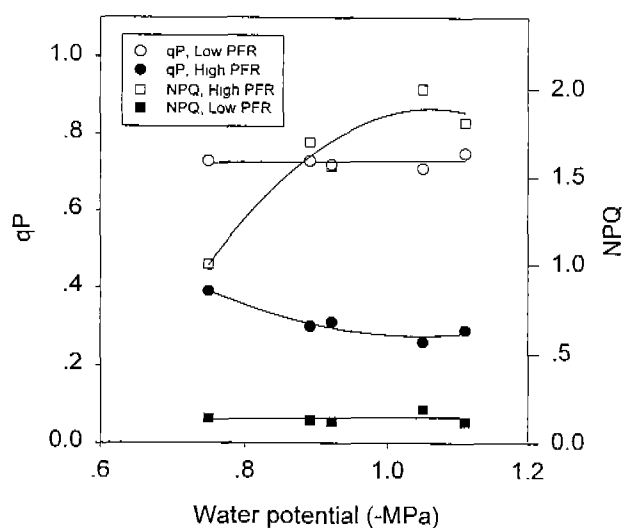 1.0
.8
.6
.4
.2
0.0
qP
qP, Low PFR
qP, High PFR
NPQ, High PFR
NPQ, Low PFR
2.0
1.5
1.0
.5
0.0
NPQ
.6
.8
1.0
1.2
Water potential (-MPa)